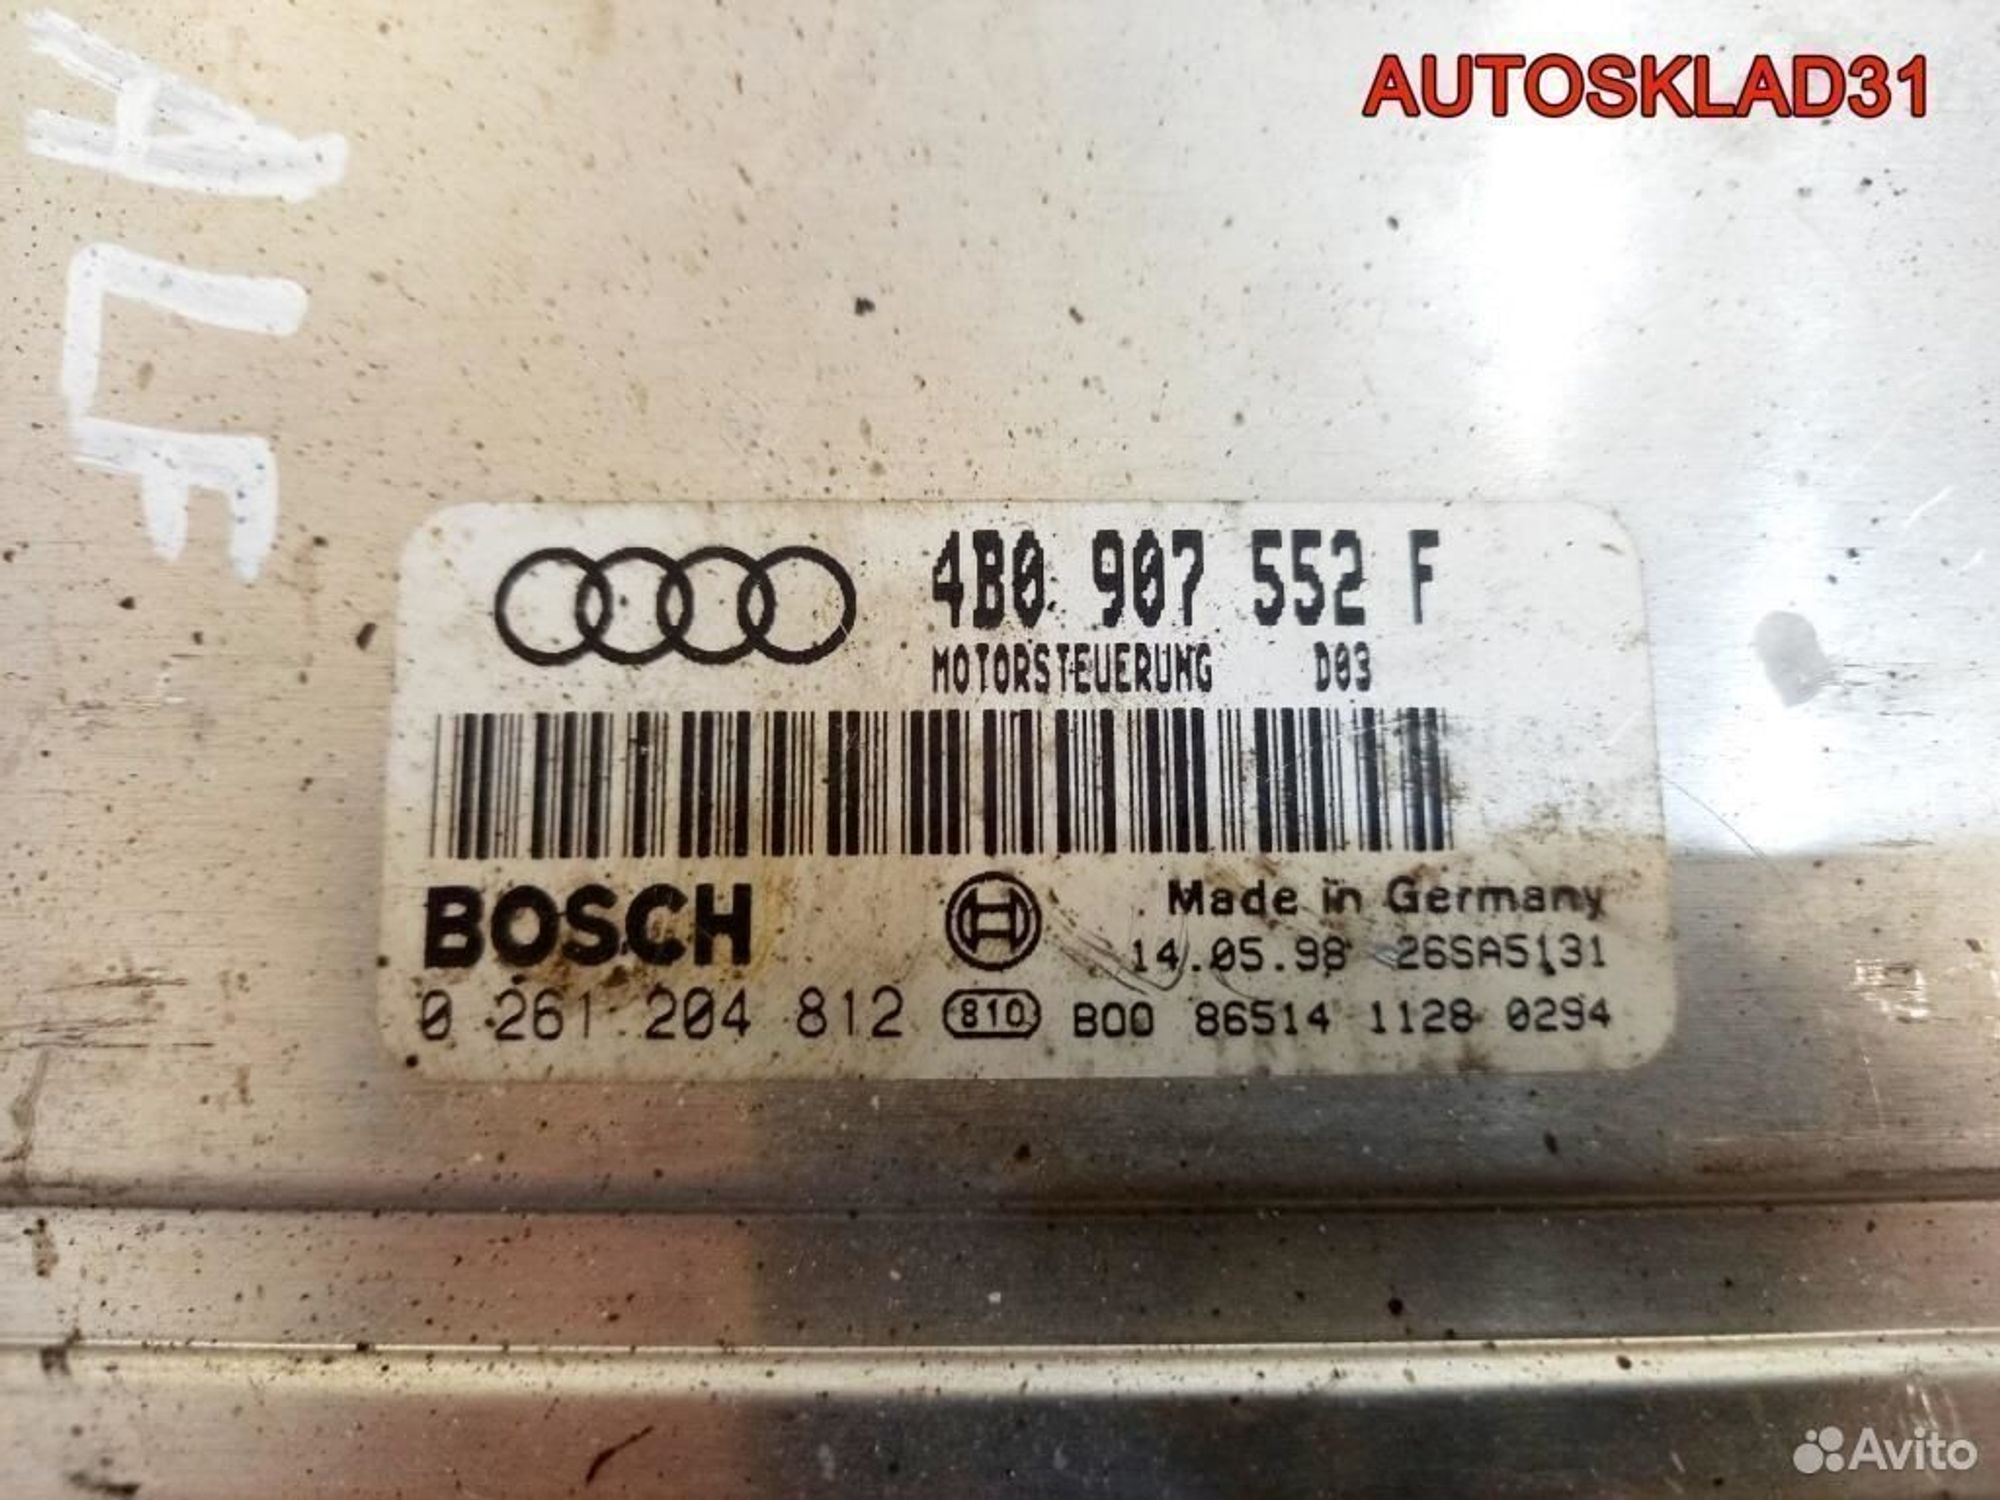 AUTOSKLAD31
ALF
4B0 907 552 F
MOTORSTEUERUNG D03
BOSCH
Made in Germany
14.05.98 26SA5131
0 261 204 812 810 B00 86514 1128 0294
Avito